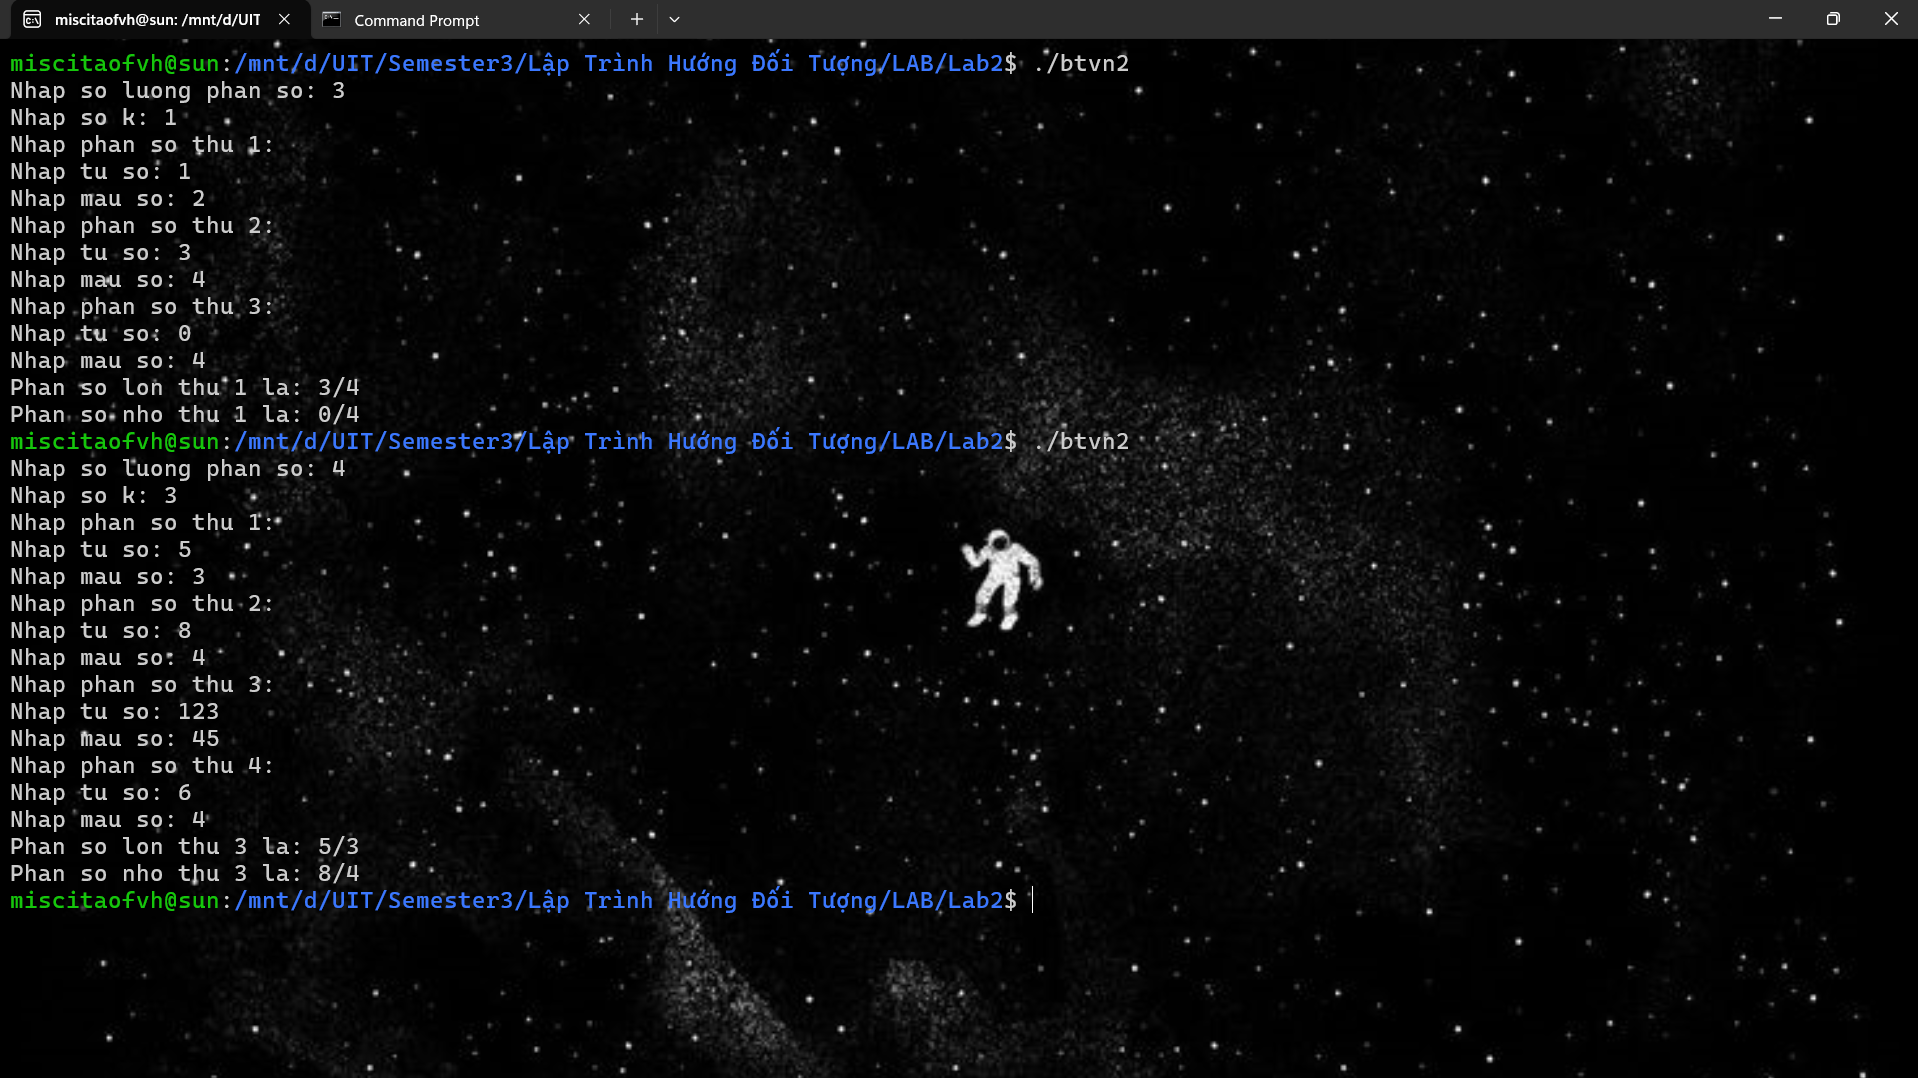 miscitaofvh@sun: /mnt/d/UIT
Command Prompt
miscitaofvh@sun:/mnt/d/UIT/Semester3/Lập Trình Hướng Đối Tượng/LAB/Lab2$ ./btvn2
Nhap so luong phan so: 3
Nhap so k: 1
Nhap phan so thu 1:
Nhap tu so: 1
Nhap mau so: 2
Nhap phan so thu 2:
Nhap tu so: 3
Nhap mau so: 4
Nhap phan so thu 3:
Nhap tu so: 0
Nhap mau so: 4
Phan so lon thu 1 la: 3/4
Phan so nho thu 1 la: 0/4
miscitaofvh@sun:/mnt/d/UIT/Semester3/Lập Trình Hướng Đối Tượng/LAB/Lab2$ ./btvn2
Nhap so luong phan so: 4
Nhap so k: 3
Nhap phan so thu 1:
Nhap tu so: 5
Nhap mau so: 3
Nhap phan so thu 2:
Nhap tu so: 8
Nhap mau so: 4
Nhap phan so thu 3:
Nhap tu so: 123
Nhap mau so: 45
Nhap phan so thu 4:
Nhap tu so: 6
Nhap mau so: 4
Phan so lon thu 3 la: 5/3
Phan so nho thu 3 la: 8/4
miscitaofvh@sun:/mnt/d/UIT/Semester3/Lập Trình Hướng Đối Tượng/LAB/Lab2$